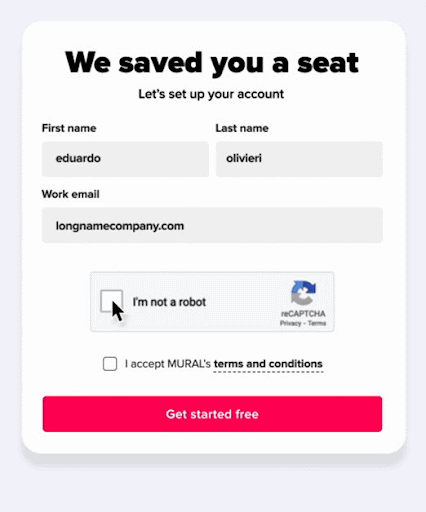 We saved you a seat
Let's set up your account
First name
Last name
eduardo
olivieri
Work email
longnamecompany.com
I'm not a robot
reCAPTCHA
Privacy - Terms
I accept MURAL's terms and conditions
Get started free